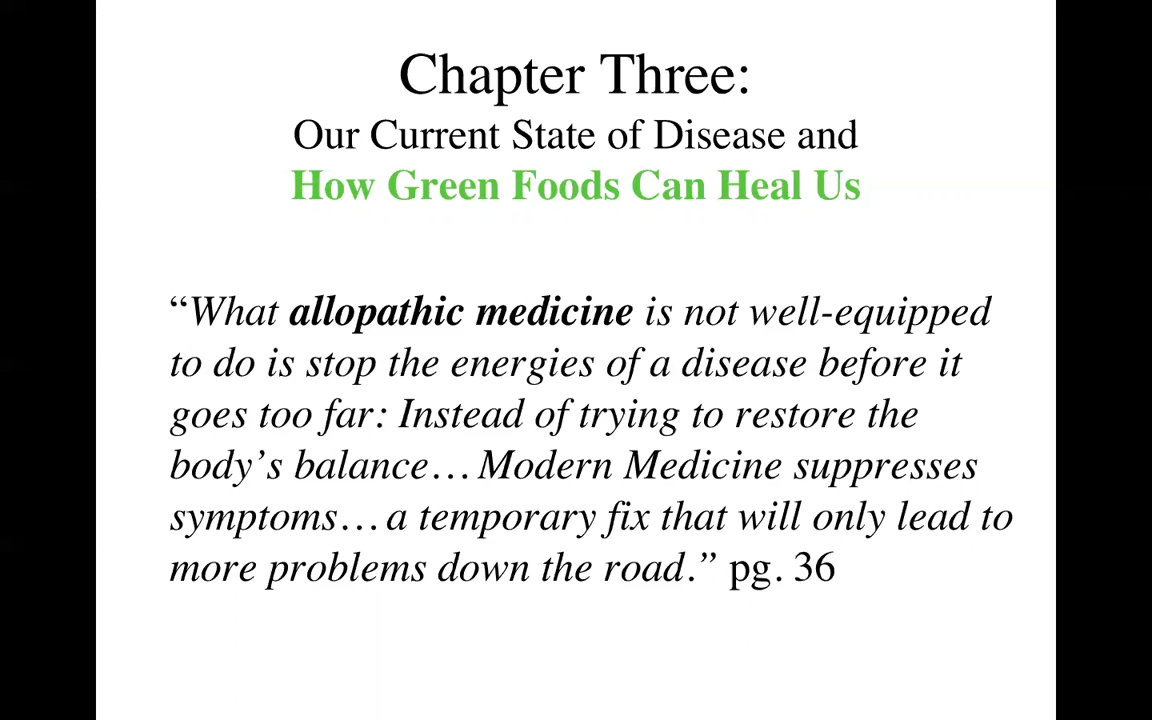 Chapter Three:
Our Current State of Disease and
How Green Foods Can Heal Us
“What allopathic medicine is not well-equipped
to do is stop the energies of a disease before it
goes too far: Instead of trying to restore the
body’s balance… Modern Medicine suppresses
symptoms… a temporary fix that will only lead to
more problems down the road.” pg. 36